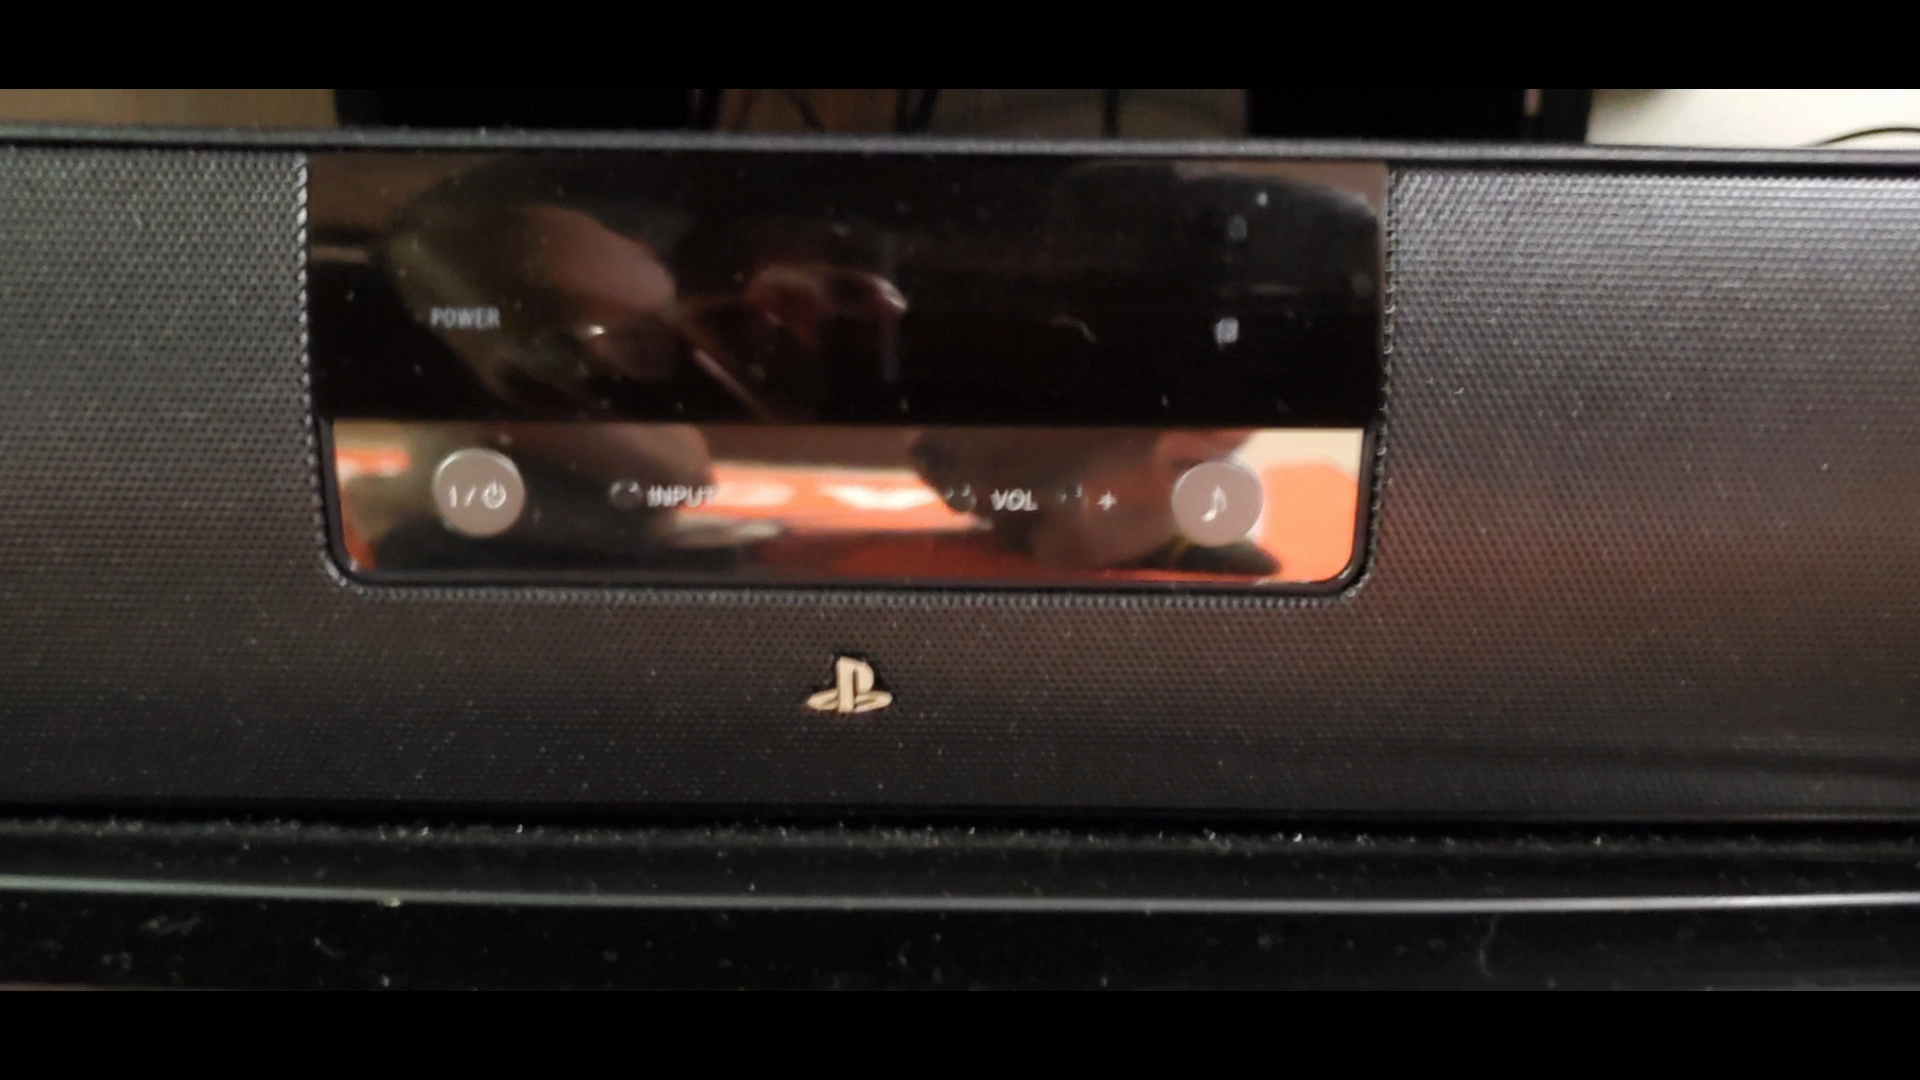 POWER
I/⏻ INPUT VOL +